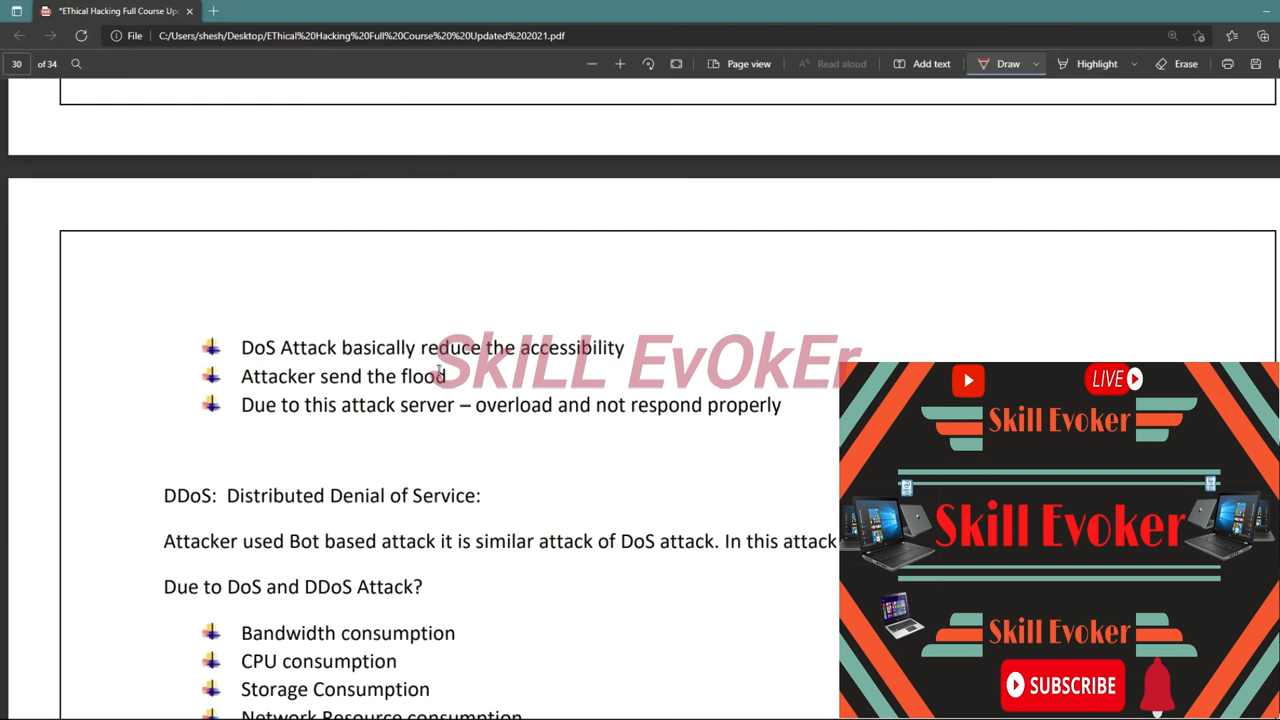 *EThical Hacking Full Course Up
File C:/Users/shesh/Desktop/EThical%20Hacking%20Full%20Course%20%20Updated%202021.pdf
30 of 34 Page view Read aloud Add text Draw Highlight Erase
DoS Attack basically reduce the accessibility
Attacker send the flood
Due to this attack server – overload and not respond properly
SkILL EvOkEr
DDoS: Distributed Denial of Service:
Attacker used Bot based attack it is similar attack of DoS attack. In this attack
Due to DoS and DDoS Attack?
Bandwidth consumption
CPU consumption
Storage Consumption
Network Resource consumption
LIVE
Skill Evoker
Skill Evoker
Skill Evoker
SUBSCRIBE